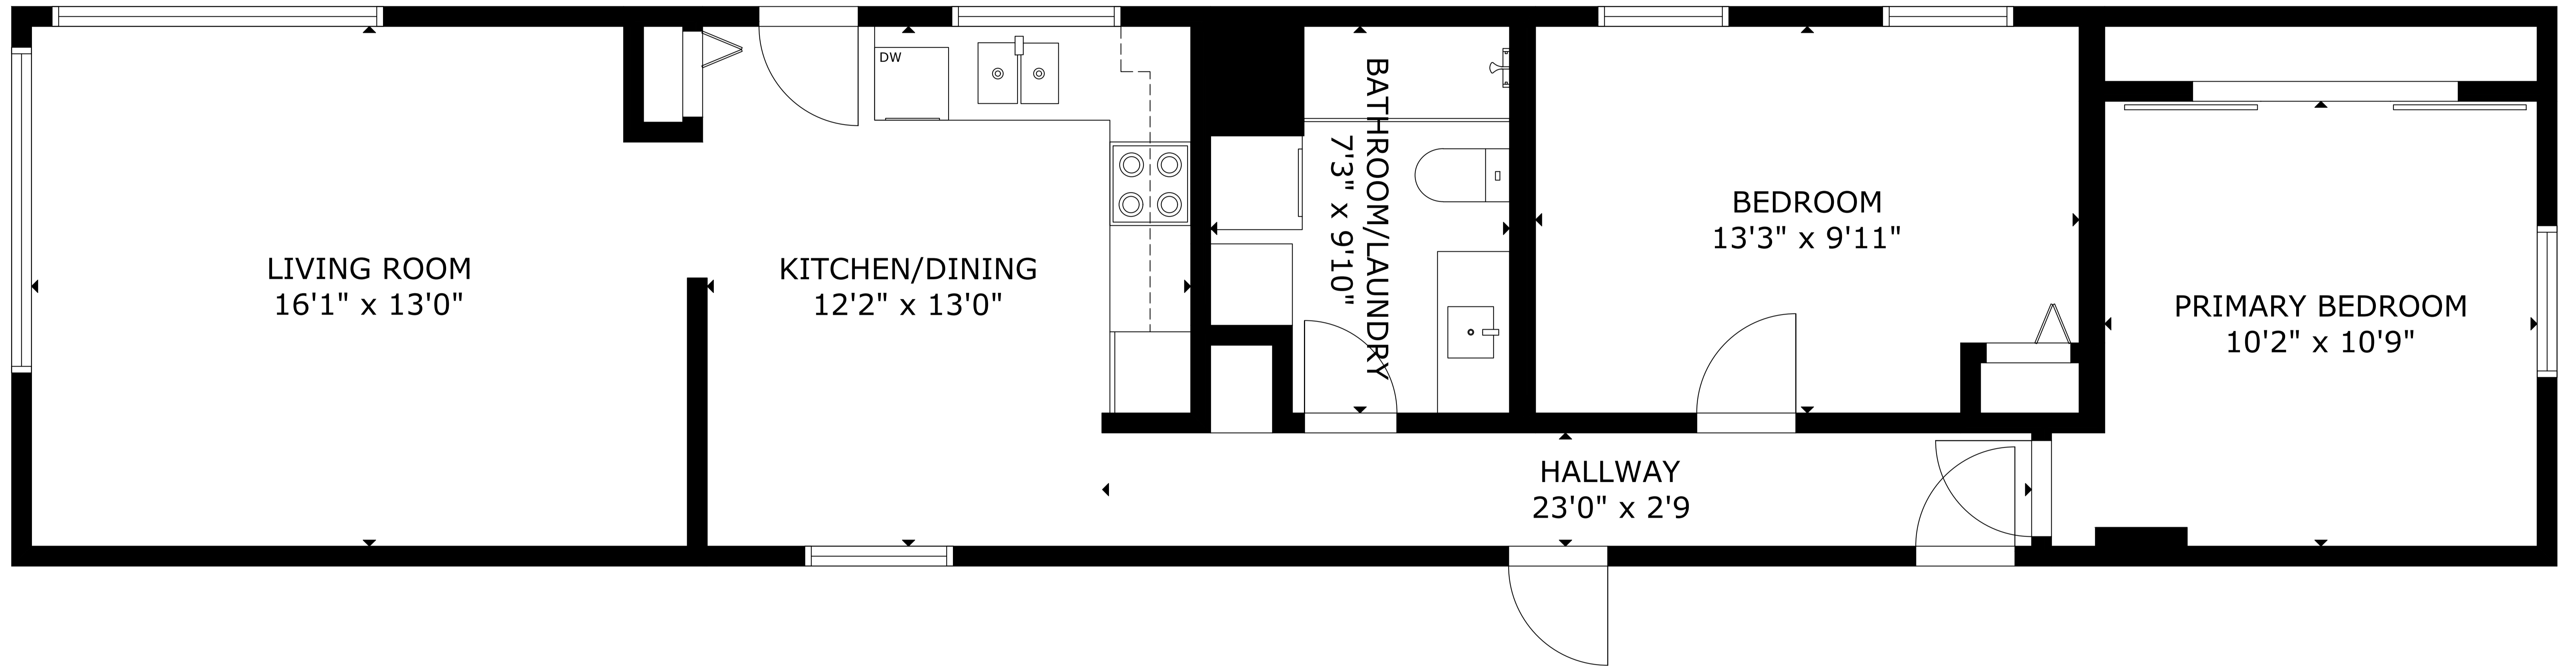 DW
LIVING ROOM
16'1" x 13'0"
KITCHEN/DINING
12'2" x 13'0"
BATHROOM/LAUNDRY
7'3" x 9'10"
BEDROOM
13'3" x 9'11"
PRIMARY BEDROOM
10'2" x 10'9"
HALLWAY
23'0" x 2'9